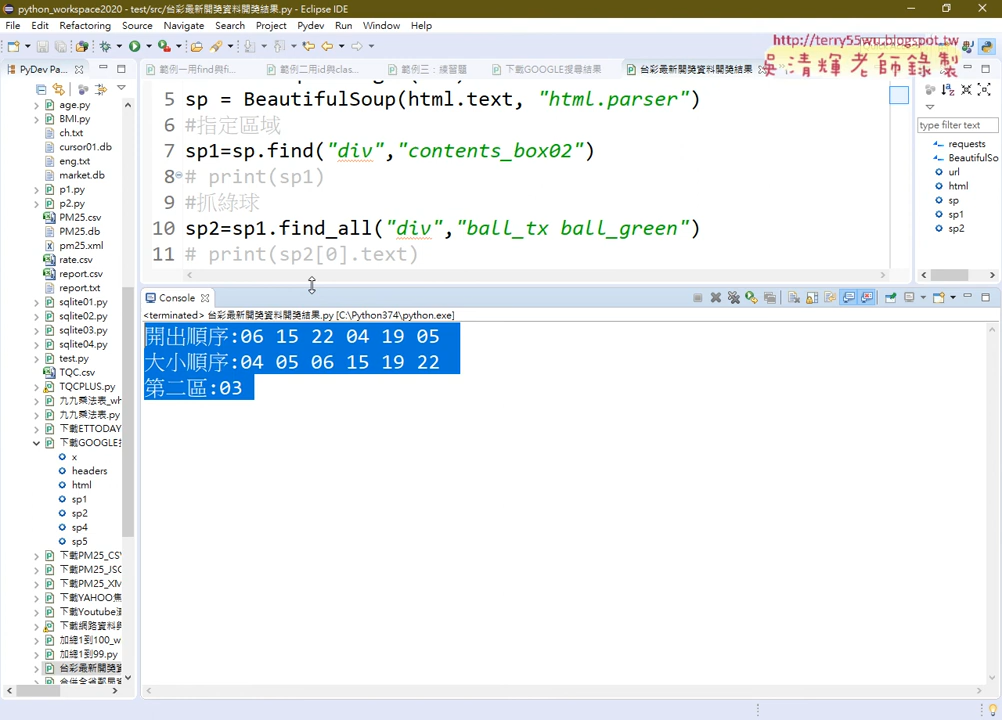 python_workspace2020 - test/src/台彩最新開獎資料開獎結果.py - Eclipse IDE
File Edit Refactoring Source Navigate Search Project Pydev Run Window Help
http://terry55wu.blogspot.tw
吳清輝老師錄製
PyDev Pa...
範例一用find與fi...
範例二用id與clas...
範例三：練習題
下載GOOGLE搜尋結果
台彩最新開獎資料開獎結果
age.py
BMI.py
ch.txt
cursor01.db
eng.txt
market.db
p1.py
p2.py
PM25.csv
PM25.db
pm25.xml
rate.csv
report.csv
report.txt
sqlite01.py
sqlite02.py
sqlite03.py
sqlite04.py
test.py
TQC.csv
TQCPLUS.py
九九乘法表_wh
九九乘法表.py
下載ETTODAY
下載GOOGLE搜
x
headers
html
sp1
sp2
sp4
sp5
下載PM25_CSV
下載PM25_JSO
下載PM25_XM
下載YAHOO焦
下載Youtube清
下載網路資料與
加總1到100_w
加總1到99.py
台彩最新開獎資
5 sp = BeautifulSoup(html.text, "html.parser")
6 #指定區域
7 sp1=sp.find("div","contents_box02")
8 # print(sp1)
9 #抓綠球
10 sp2=sp1.find_all("div","ball_tx ball_green")
11 # print(sp2[0].text)
type filter text
requests
BeautifulSo
url
html
sp
sp1
sp2
Console
<terminated> 台彩最新開獎資料開獎結果.py [C:\Python374\python.exe]
開出順序:06 15 22 04 19 05
大小順序:04 05 06 15 19 22
第二區:03